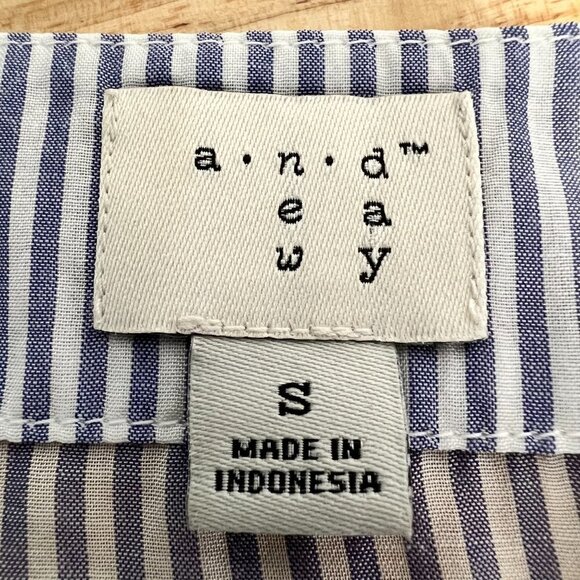 a·n·d™
e a
w y
S
MADE IN
INDONESIA